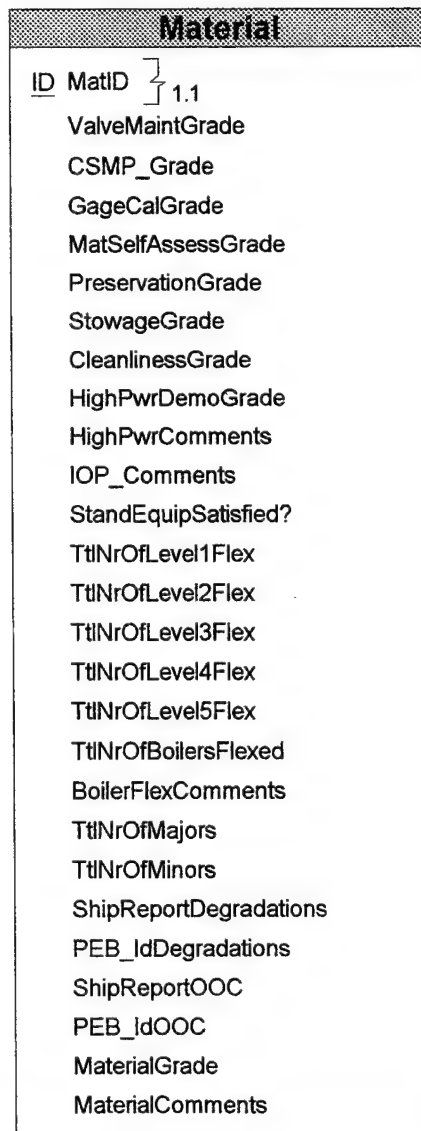 Material
ID MatID 1.1
ValveMaintGrade
CSMP_Grade
GageCalGrade
MatSelfAssessGrade
PreservationGrade
StowageGrade
CleanlinessGrade
HighPwrDemoGrade
HighPwrComments
IOP_Comments
StandEquipSatisfied?
TtlNrOfLevel1Flex
TtlNrOfLevel2Flex
TtlNrOfLevel3Flex
TtlNrOfLevel4Flex
TtlNrOfLevel5Flex
TtlNrOfBoilersFlexed
BoilerFlexComments
TtlNrOfMajors
TtlNrOfMinors
ShipReportDegradations
PEB_IdDegradations
ShipReportOOC
PEB_IdOOC
MaterialGrade
MaterialComments